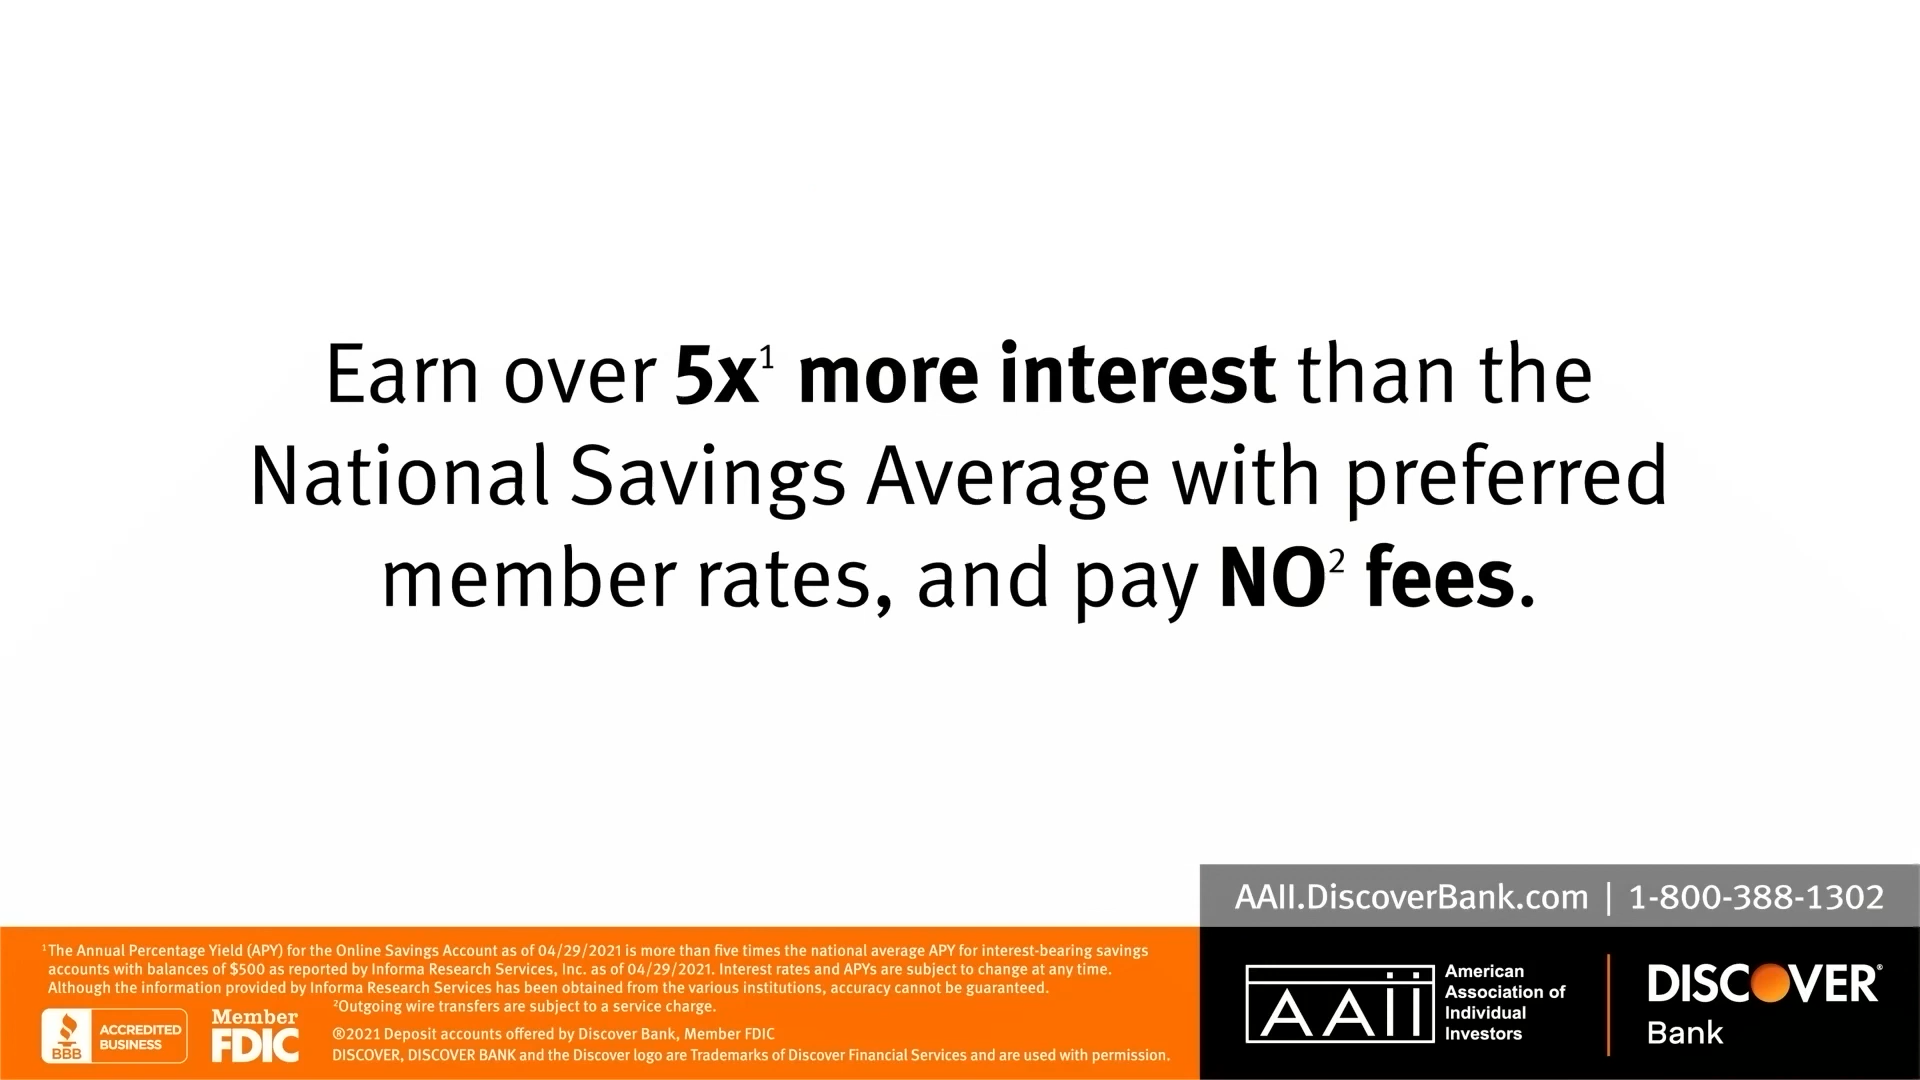 Earn over 5x¹ more interest than the
National Savings Average with preferred
member rates, and pay NO² fees.
AAII.DiscoverBank.com | 1-800-388-1302
¹The Annual Percentage Yield (APY) for the Online Savings Account as of 04/29/2021 is more than five times the national average APY for interest-bearing savings
accounts with balances of $500 as reported by Informa Research Services, Inc. as of 04/29/2021. Interest rates and APYs are subject to change at any time.
Although the information provided by Informa Research Services has been obtained from the various institutions, accuracy cannot be guaranteed.
²Outgoing wire transfers are subject to a service charge.
®2021 Deposit accounts offered by Discover Bank, Member FDIC
DISCOVER, DISCOVER BANK and the Discover logo are Trademarks of Discover Financial Services and are used with permission.
BBB
ACCREDITED
BUSINESS
Member
FDIC
AAii
American
Association of
Individual
Investors
DISCOVER®
Bank